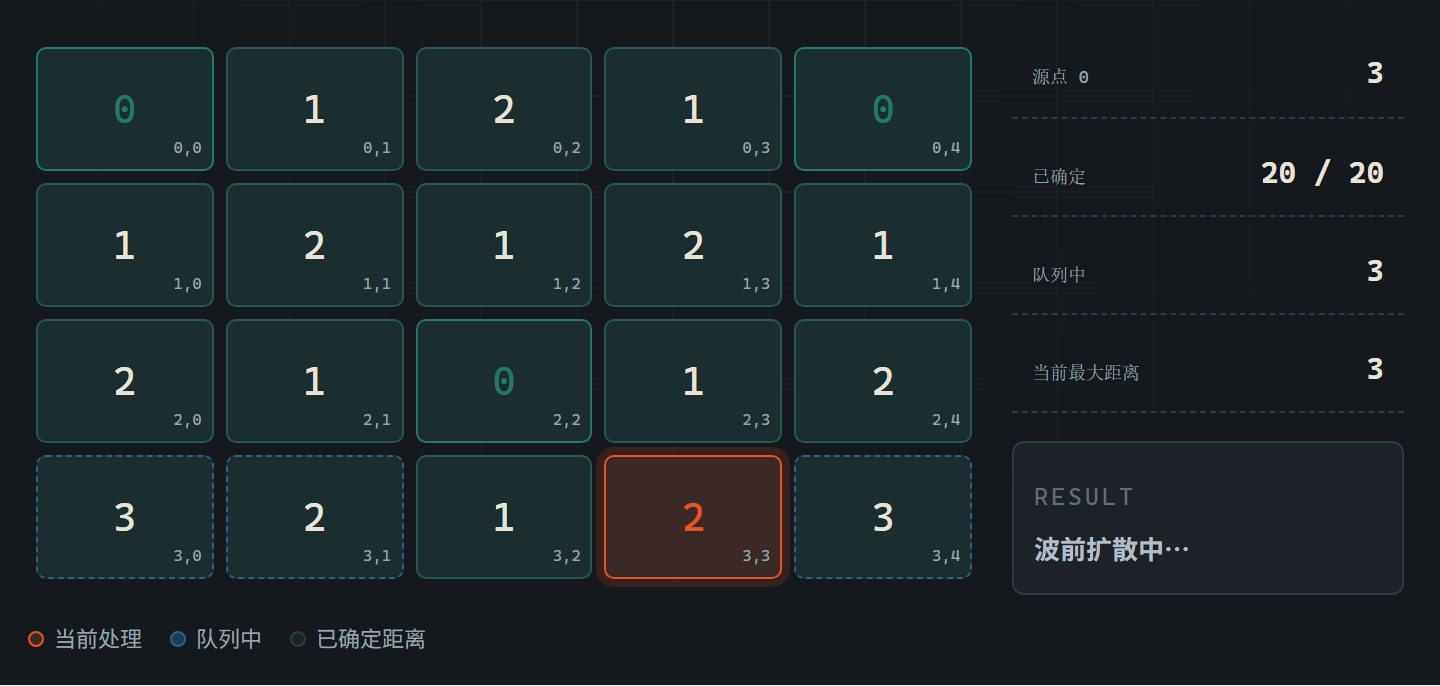 0 1 2 1 0
0,0 0,1 0,2 0,3 0,4
1 2 1 2 1
1,0 1,1 1,2 1,3 1,4
2 1 0 1 2
2,0 2,1 2,2 2,3 2,4
3 2 1 2 3
3,0 3,1 3,2 3,3 3,4
当前处理 队列中 已确定距离
源点 0 3
已确定 20 / 20
队列中 3
当前最大距离 3
RESULT
波前扩散中…